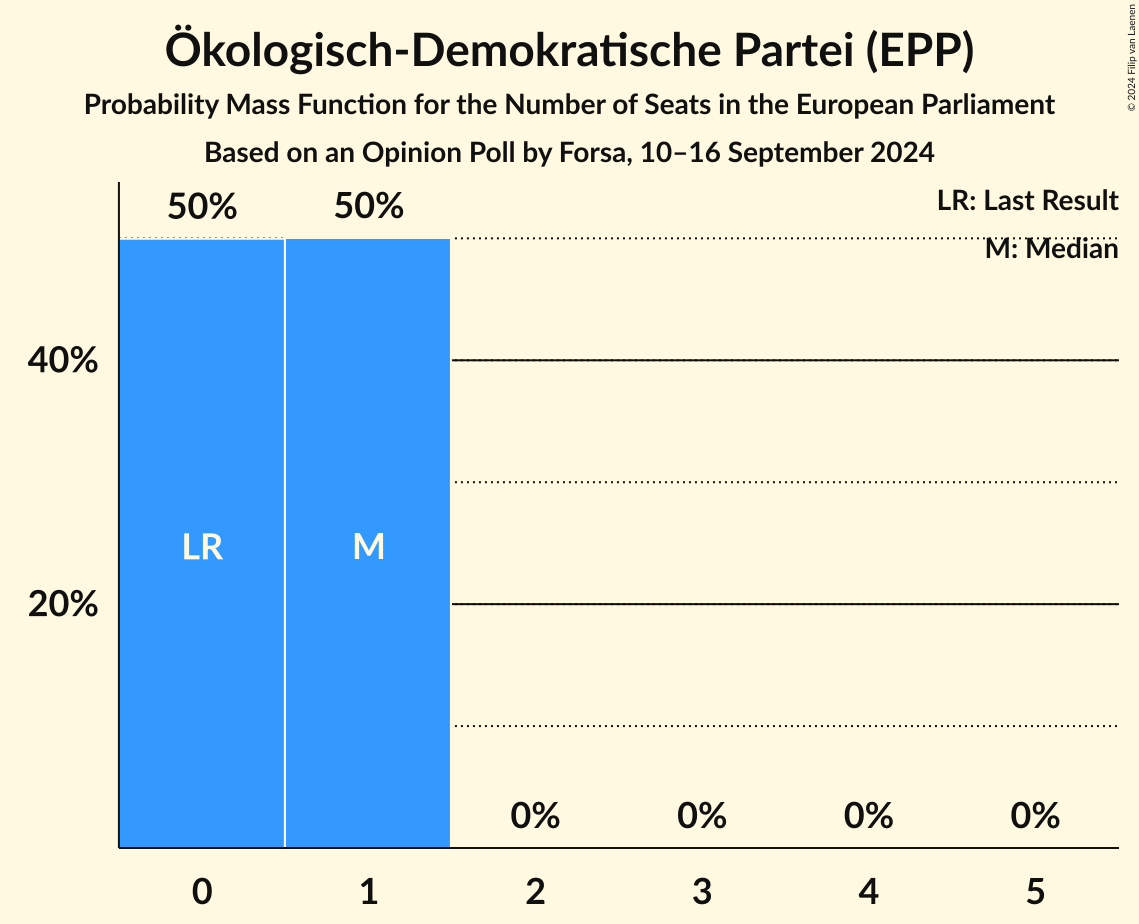 Ökologisch-Demokratische Partei (EPP)
Probability Mass Function for the Number of Seats in the European Parliament
Based on an Opinion Poll by Forsa, 10–16 September 2024
© 2024 Filip van Laenen
LR: Last Result
M: Median
50% 50%
40%
LR M
20%
0% 0% 0% 0%
0 1 2 3 4 5